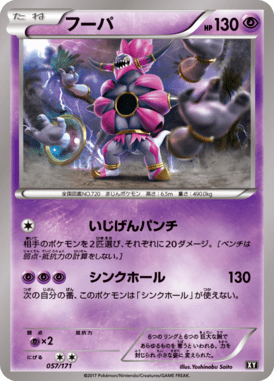 たね フーパ HP130
全国図鑑NO.720 まじんポケモン 高さ:6.5m 重さ:490.0kg
いじげんパンチ
相手のポケモンを2匹選び、それぞれに20ダメージ。[ベンチは
弱点・抵抗力の計算をしない。]
シンクホール 130
次の自分の番、このポケモンは「シンクホール」が使えない。
弱点 ×2 抵抗力
にげる
6つのリングと6つの巨大な腕で
あらゆるものを奪うといわれる。力を
封じられ小さな姿に変えられた。
057/171
Illus. Yoshinobu Saito
XY
©2017 Pokémon/Nintendo/Creatures/GAME FREAK.